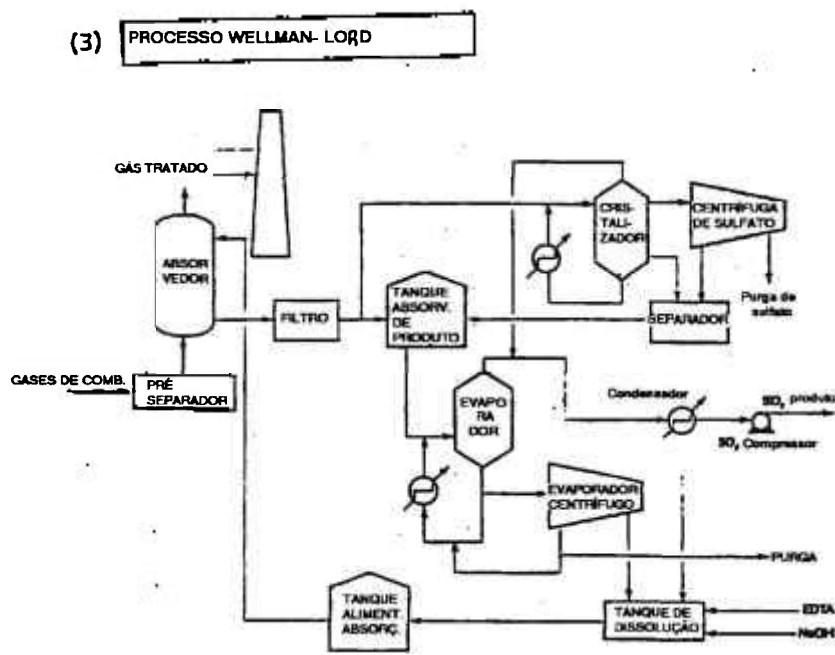 (3) PROCESSO WELLMAN-LORD
GÁS TRATADO
ABSOR
VEDOR
GASES DE COMB.
PRÉ
SEPARADOR
FILTRO
TANQUE
ABSORV.
DE
PRODUTO
CRIS-
TALI-
ZADOR
CENTRÍFUGA
DE SULFATO
Purga de
sulfato
SEPARADOR
EVAPO
RA
DOR
Condensador
SO₂ produto
SO₂ Compressor
EVAPORADOR
CENTRÍFUGO
PURGA
TANQUE
ALIMENT.
ABSORÇ.
TANQUE DE
DISSOLUÇÃO
EDTA
NaOH